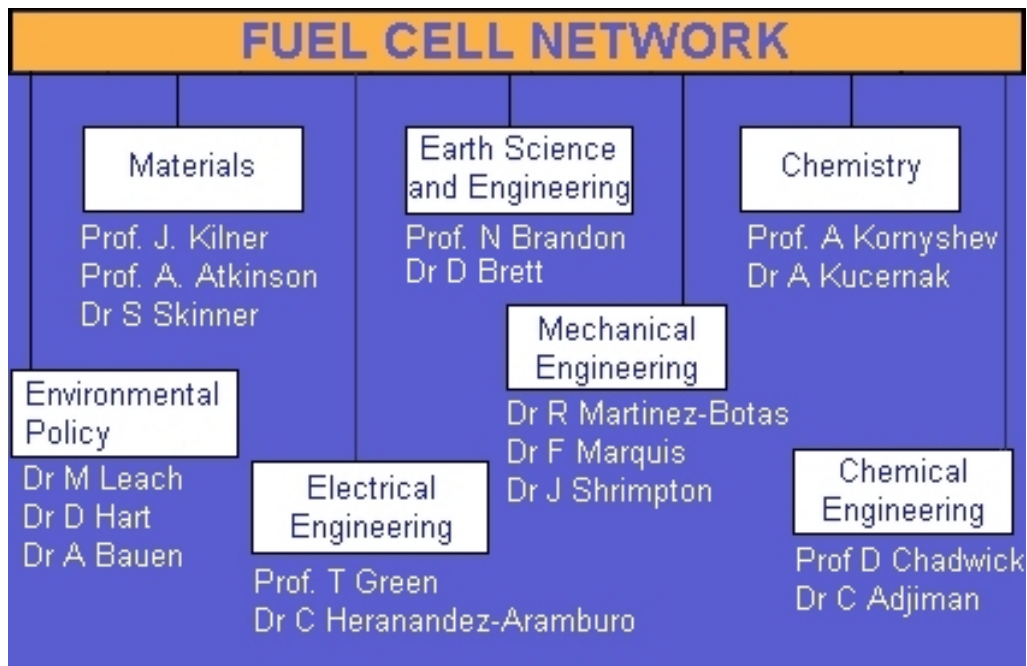 FUEL CELL NETWORK
Materials
Prof. J. Kilner
Prof. A. Atkinson
Dr S Skinner
Earth Science
and Engineering
Prof. N Brandon
Dr D Brett
Chemistry
Prof. A Kornyshev
Dr A Kucernak
Environmental
Policy
Dr M Leach
Dr D Hart
Dr A Bauen
Electrical
Engineering
Prof. T Green
Dr C Heranandez-Aramburo
Mechanical
Engineering
Dr R Martinez-Botas
Dr F Marquis
Dr J Shrimpton
Chemical
Engineering
Prof D Chadwick
Dr C Adjiman